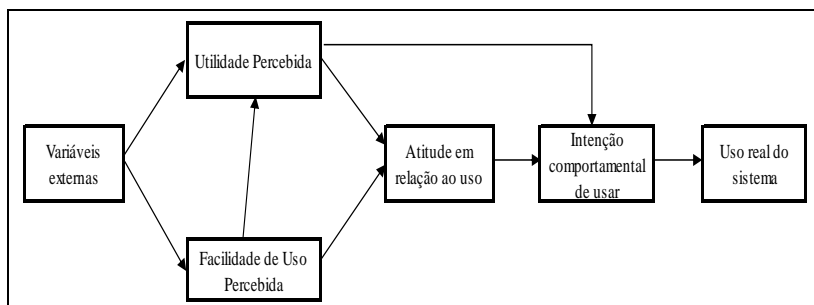 Utilidade Percebida
Variáveis
externas
Atitude em
relação ao uso
Intenção
comportamental
de usar
Uso real do
sistema
Facilidade de Uso
Percebida